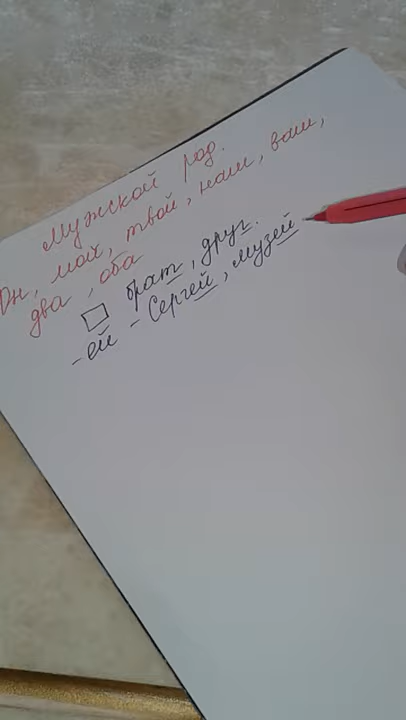 Мужской род.
Он, мой, твой, наш, ваш,
два, оба
брат, друг.
-ей - Сергей, музей